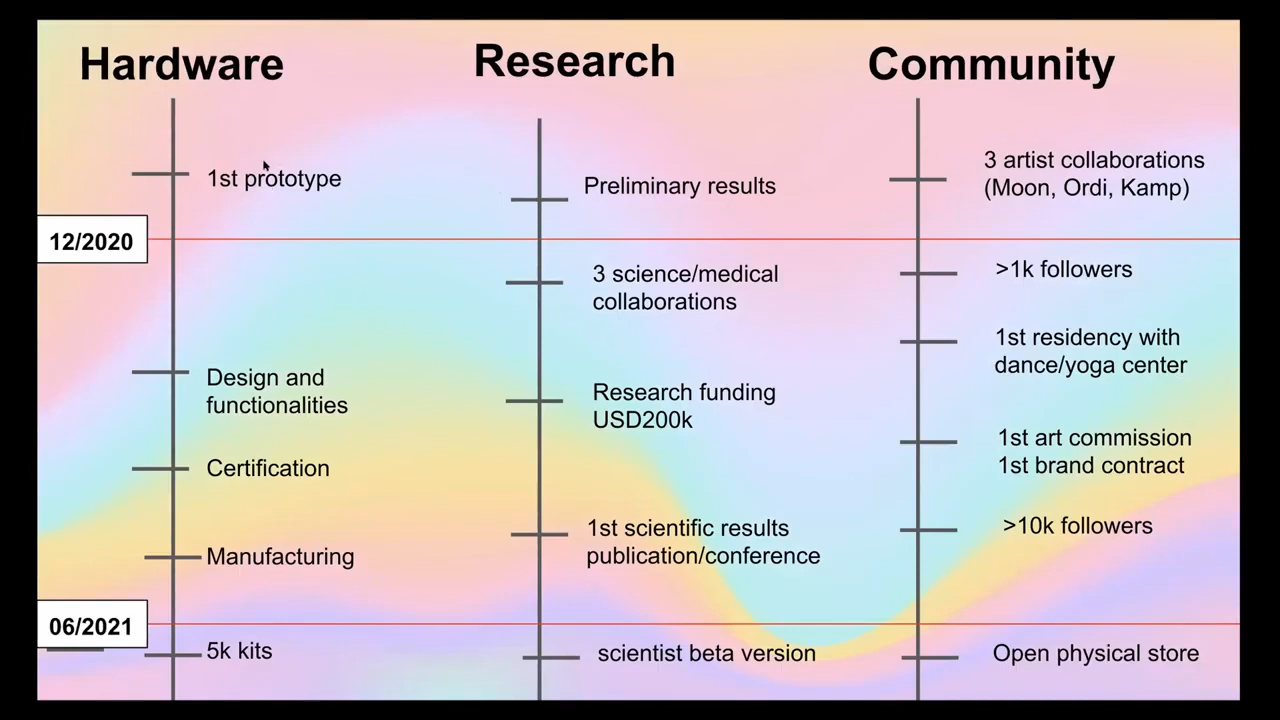 Hardware
Research
Community
1st prototype
Preliminary results
3 artist collaborations
(Moon, Ordi, Kamp)
12/2020
3 science/medical
collaborations
>1k followers
1st residency with
dance/yoga center
Design and
functionalities
Research funding
USD200k
1st art commission
1st brand contract
Certification
1st scientific results
publication/conference
>10k followers
Manufacturing
06/2021
5k kits
scientist beta version
Open physical store